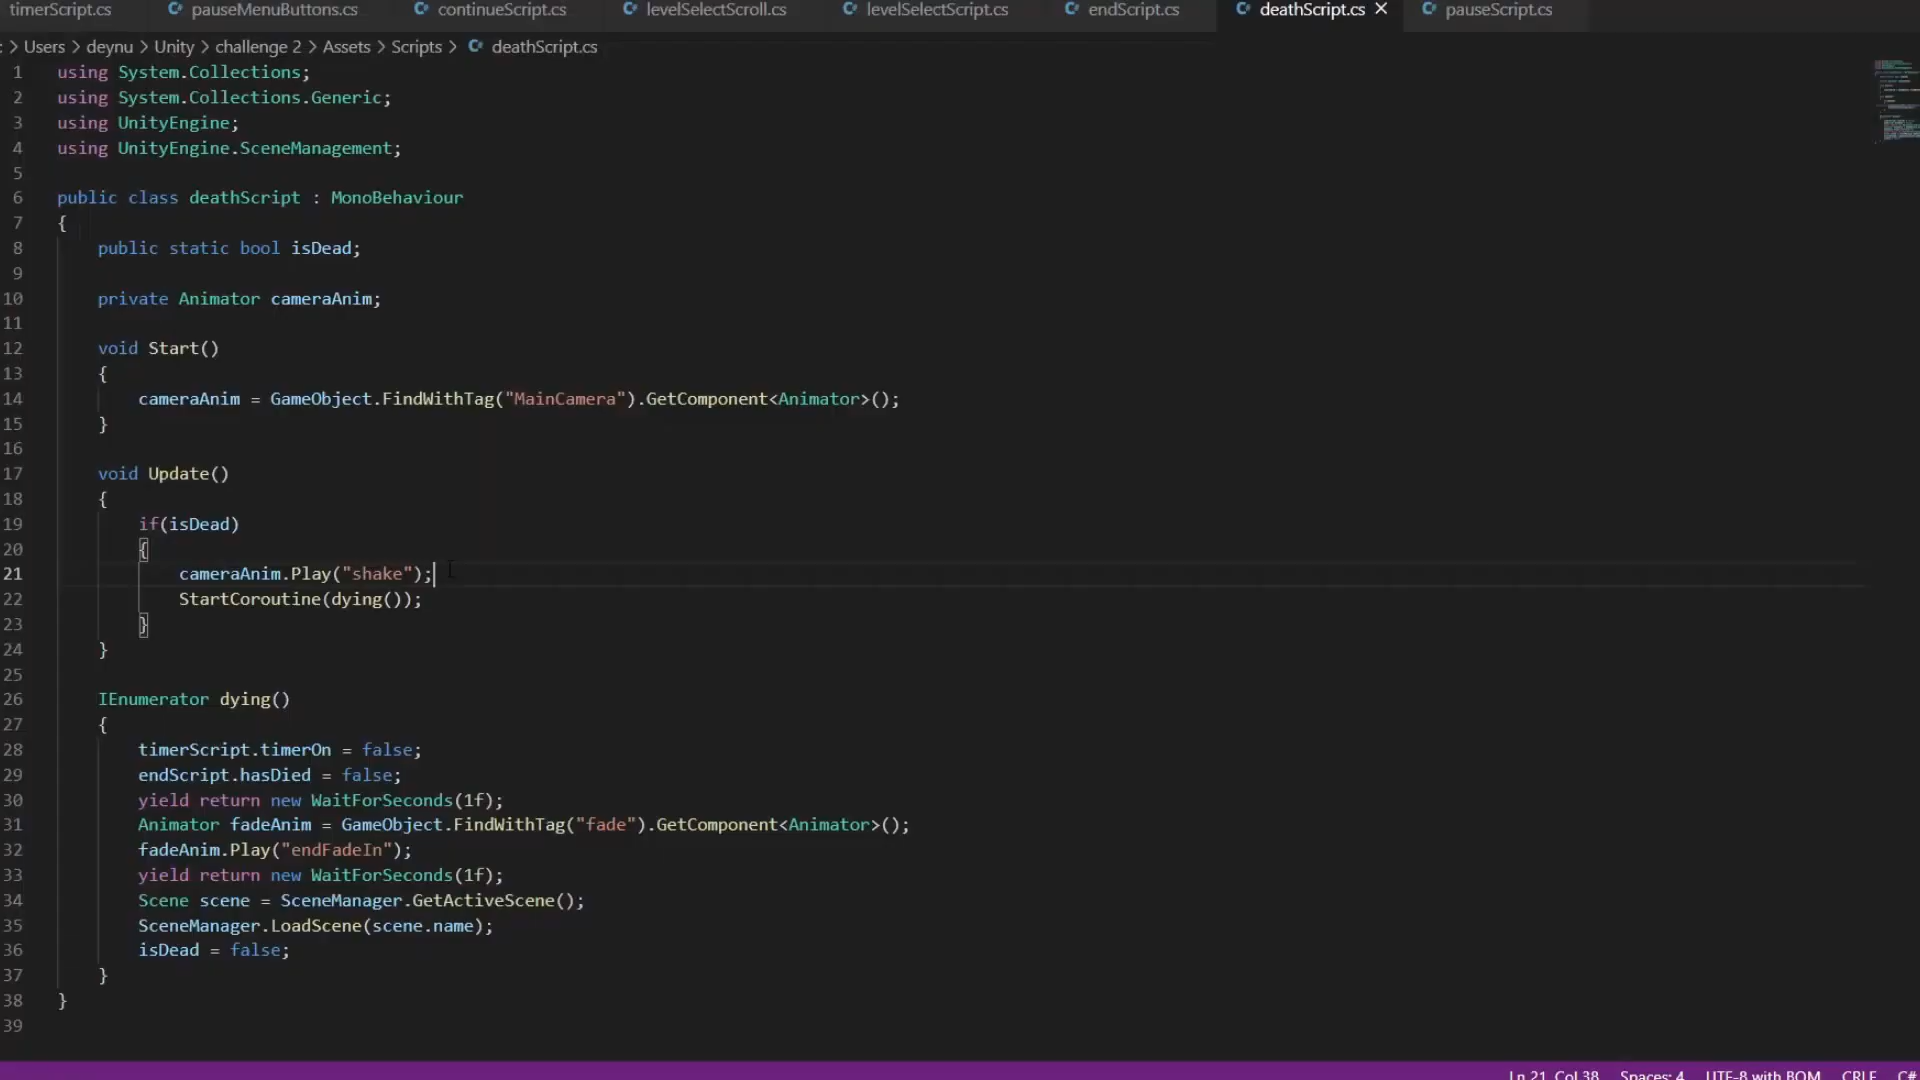 timerScript.cs pauseMenuButtons.cs continueScript.cs levelSelectScroll.cs levelSelectScript.cs endScript.cs deathScript.cs pauseScript.cs
: > Users > deynu > Unity > challenge 2 > Assets > Scripts > deathScript.cs
1 using System.Collections;
2 using System.Collections.Generic;
3 using UnityEngine;
4 using UnityEngine.SceneManagement;
5
6 public class deathScript : MonoBehaviour
7 {
8 public static bool isDead;
9
10 private Animator cameraAnim;
11
12 void Start()
13 {
14 cameraAnim = GameObject.FindWithTag("MainCamera").GetComponent<Animator>();
15 }
16
17 void Update()
18 {
19 if(isDead)
20 {
21 cameraAnim.Play("shake");
22 StartCoroutine(dying());
23 }
24 }
25
26 IEnumerator dying()
27 {
28 timerScript.timerOn = false;
29 endScript.hasDied = false;
30 yield return new WaitForSeconds(1f);
31 Animator fadeAnim = GameObject.FindWithTag("fade").GetComponent<Animator>();
32 fadeAnim.Play("endFadeIn");
33 yield return new WaitForSeconds(1f);
34 Scene scene = SceneManager.GetActiveScene();
35 SceneManager.LoadScene(scene.name);
36 isDead = false;
37 }
38 }
39
Ln 21, Col 38 Spaces: 4 UTF-8 with BOM CRLF C#